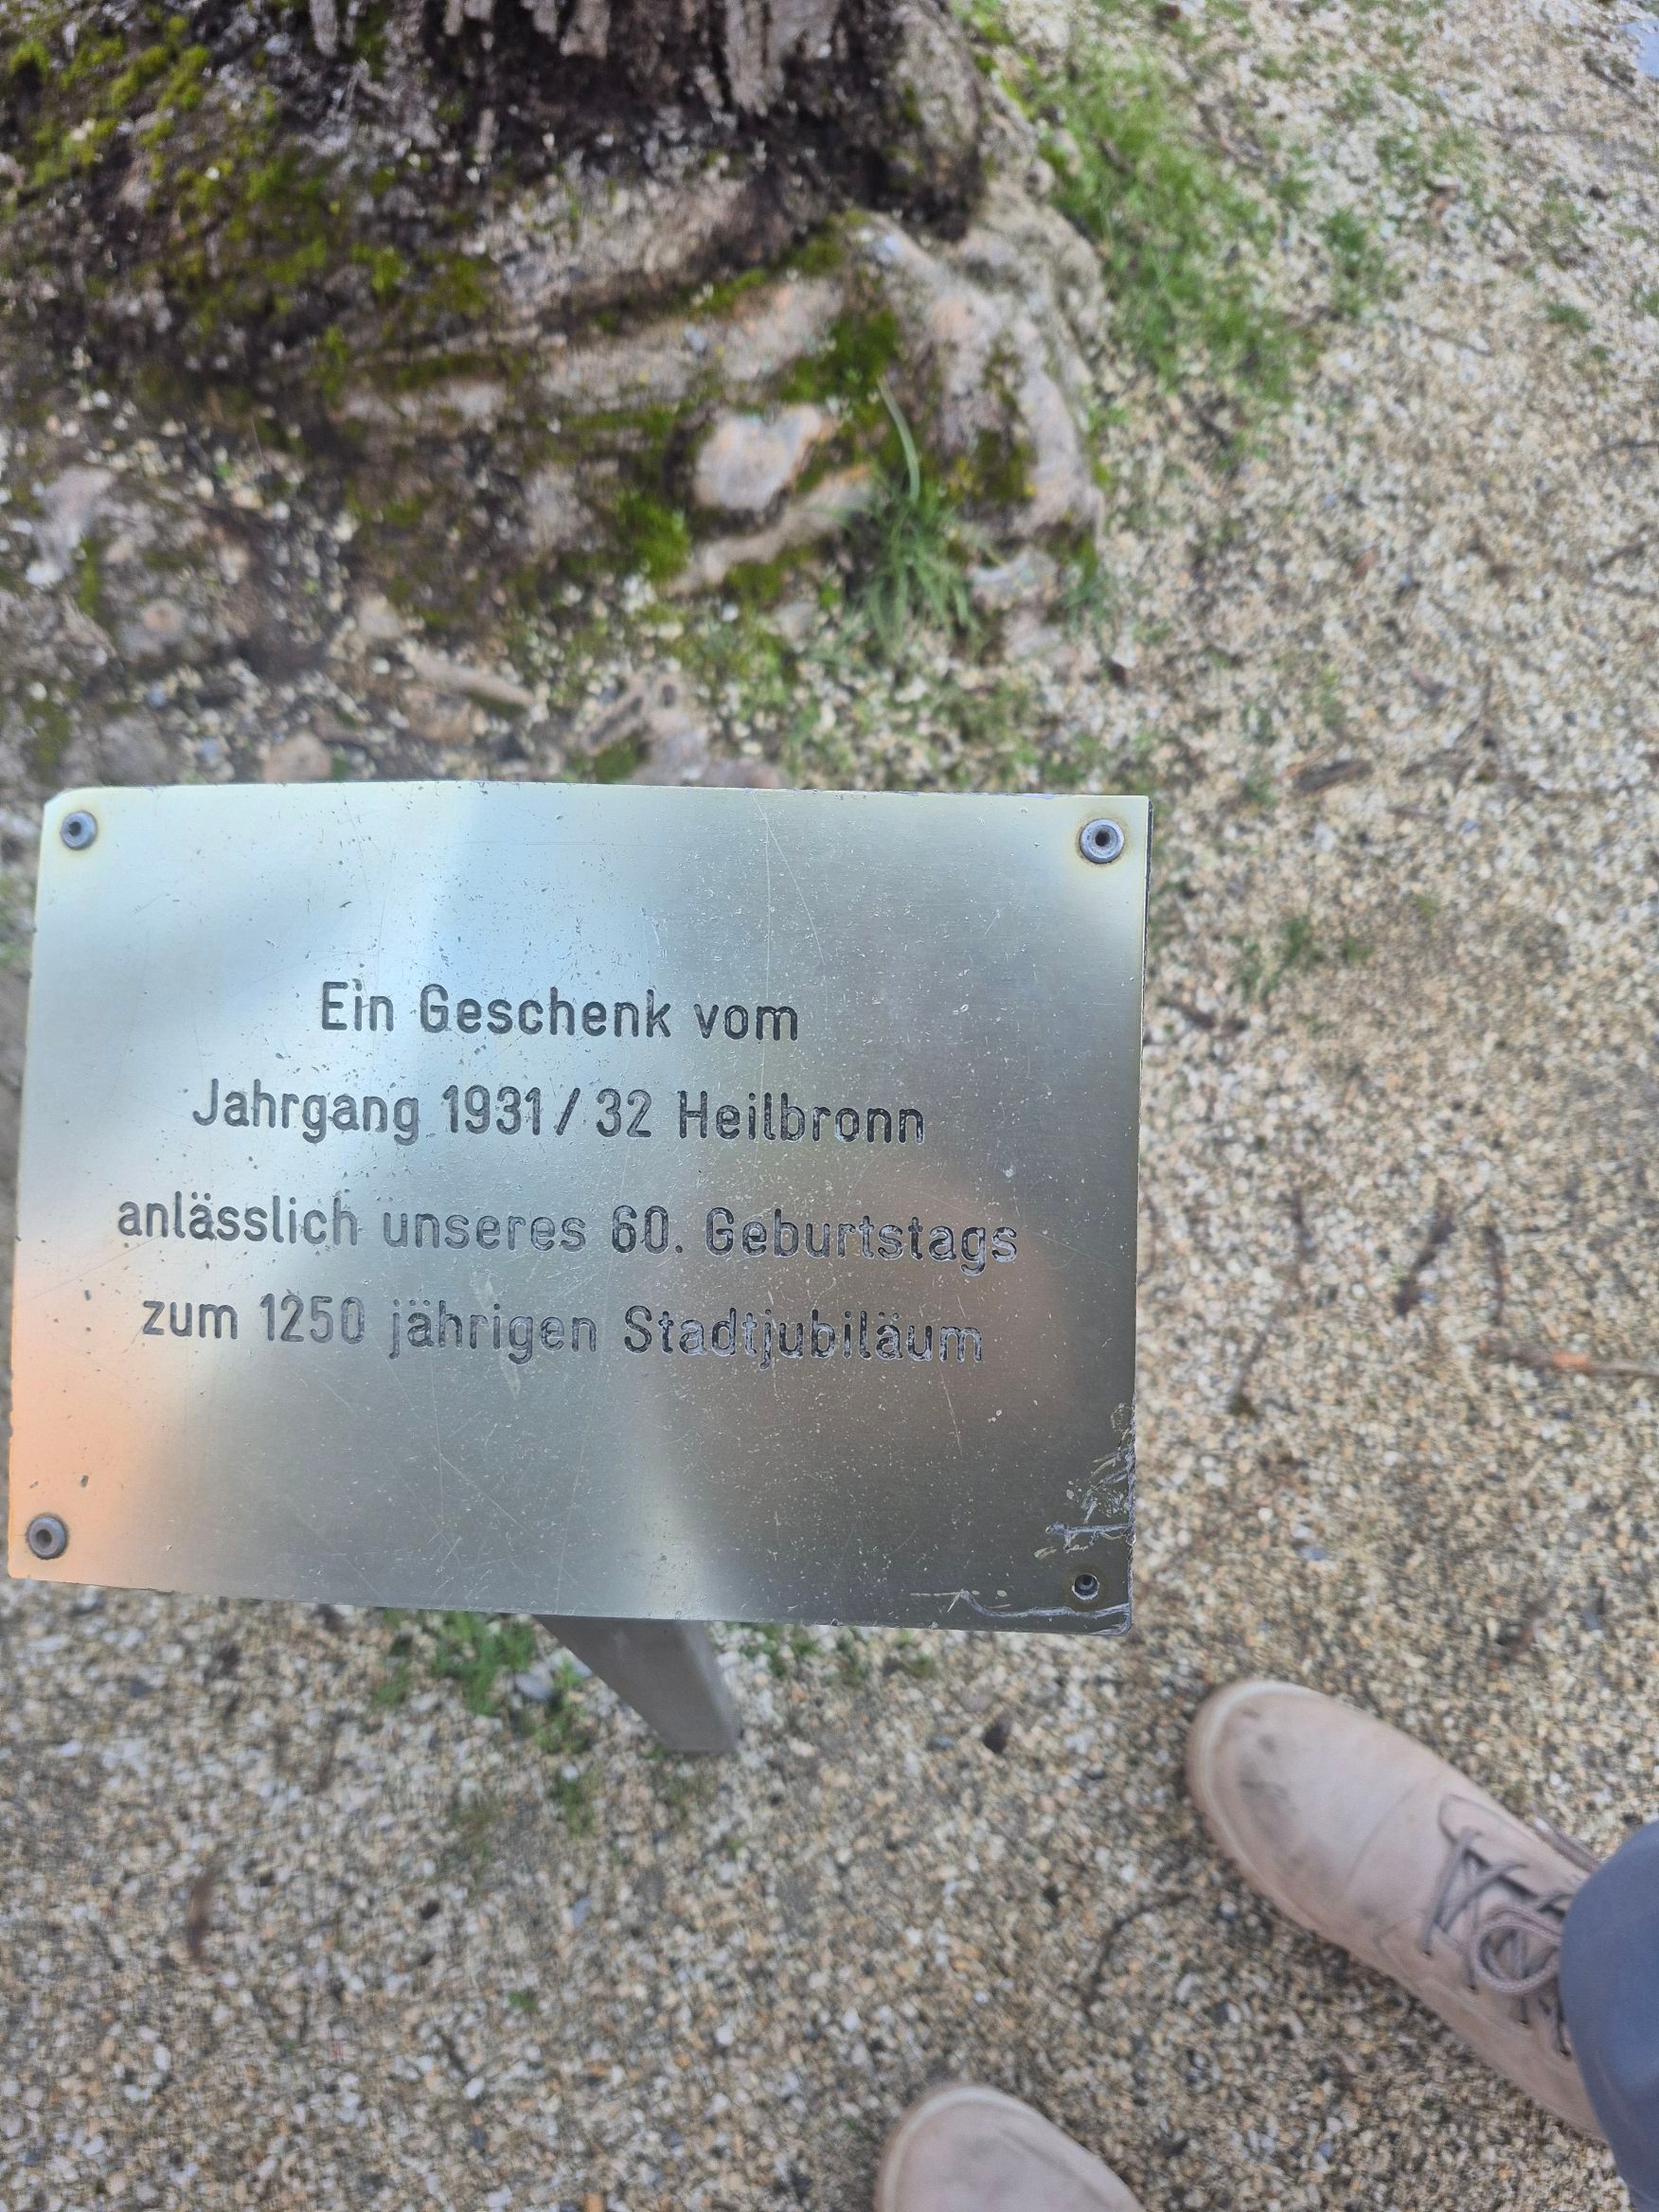 Ein Geschenk vom
Jahrgang 1931/32 Heilbronn
anlässlich unseres 60. Geburtstags
zum 1250 jährigen Stadtjubiläum